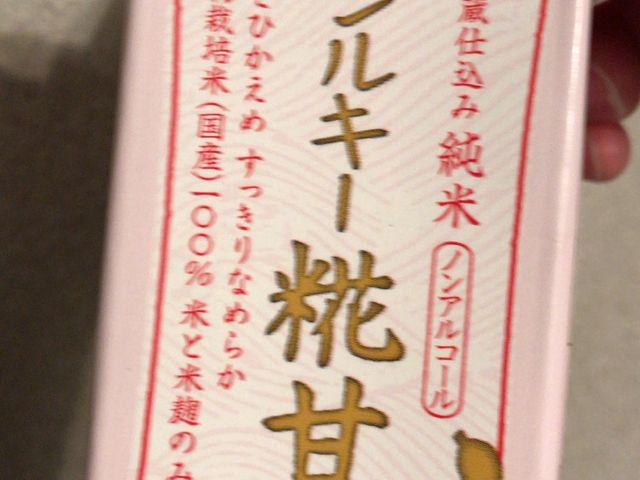 蔵仕込み 純米
ノンアルコール
ルキー糀甘
ひかえめ すっきりなめらか
栽培米(国産)一〇〇% 米と米麹のみ